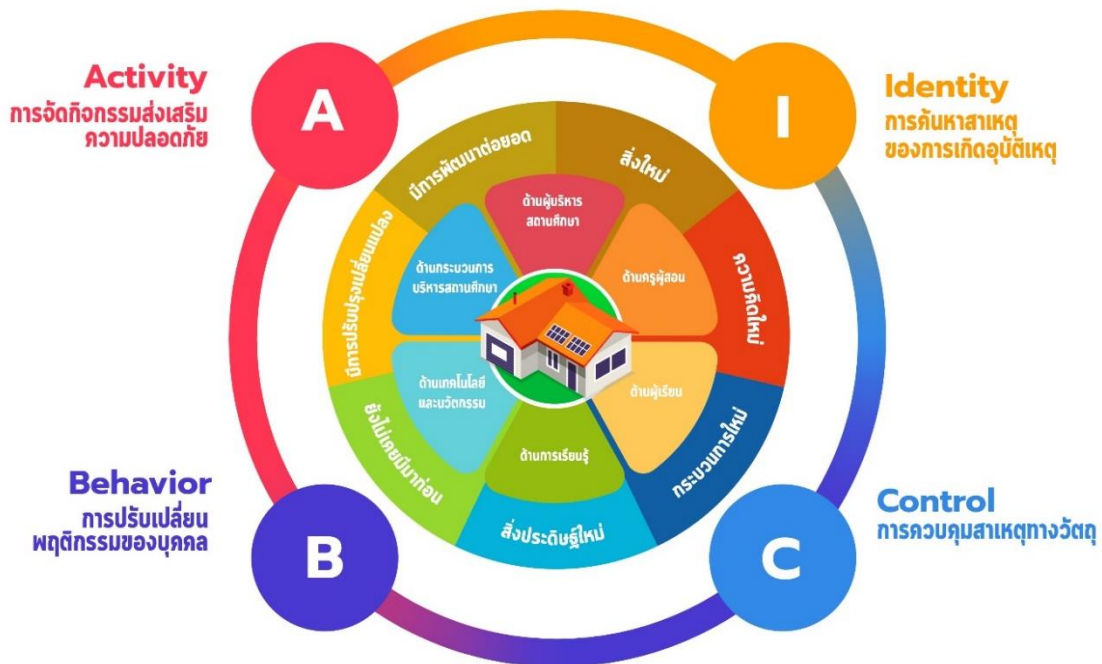 Activity
การจัดกิจกรรมส่งเสริม
ความปลอดภัย
A
I
Identity
การค้นหาสาเหตุ
ของการเกิดอุบัติเหตุ
มีการพัฒนาต่อยอด
สิ่งใหม่
ความคิดใหม่
กระบวนการใหม่
สิ่งประดิษฐ์ใหม่
ยังไม่เคยมีมาก่อน
มีการปรับปรุงเปลี่ยนแปลง
ด้านผู้บริหาร
สถานศึกษา
ด้านครูผู้สอน
ด้านผู้เรียน
ด้านการเรียนรู้
ด้านเทคโนโลยี
และนวัตกรรม
ด้านกระบวนการ
บริหารสถานศึกษา
Behavior
การปรับเปลี่ยน
พฤติกรรมของบุคคล
B
C
Control
การควบคุมสาเหตุทางวัตถุ